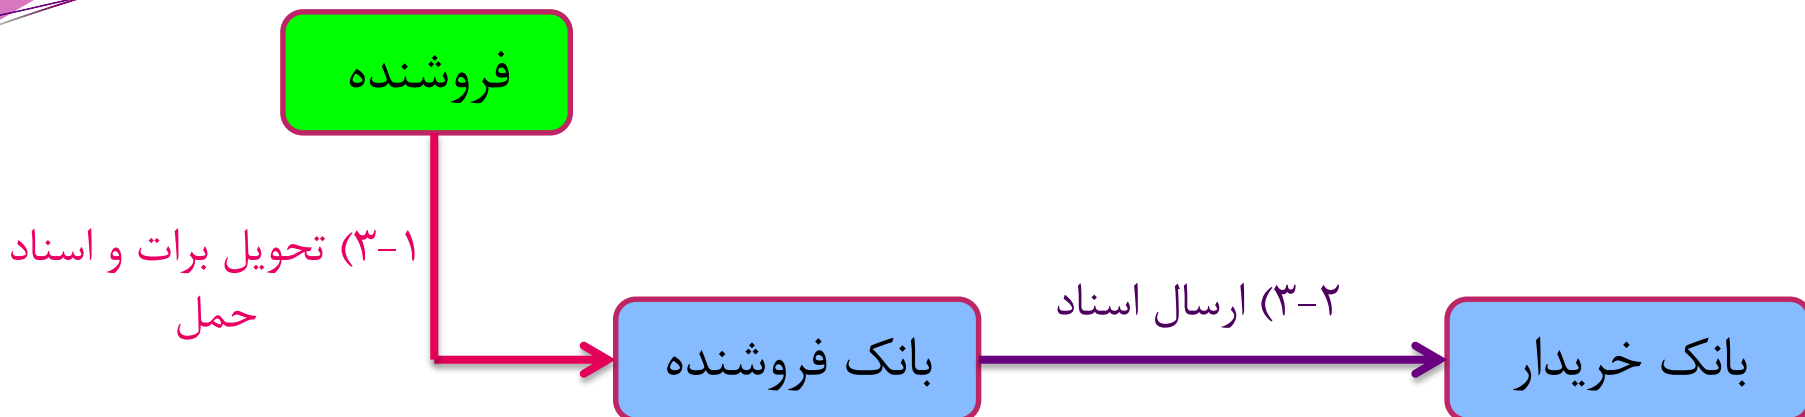 فروشنده
۳-۱) تحویل برات و اسناد
حمل
۳-۲) ارسال اسناد
بانک فروشنده
بانک خریدار